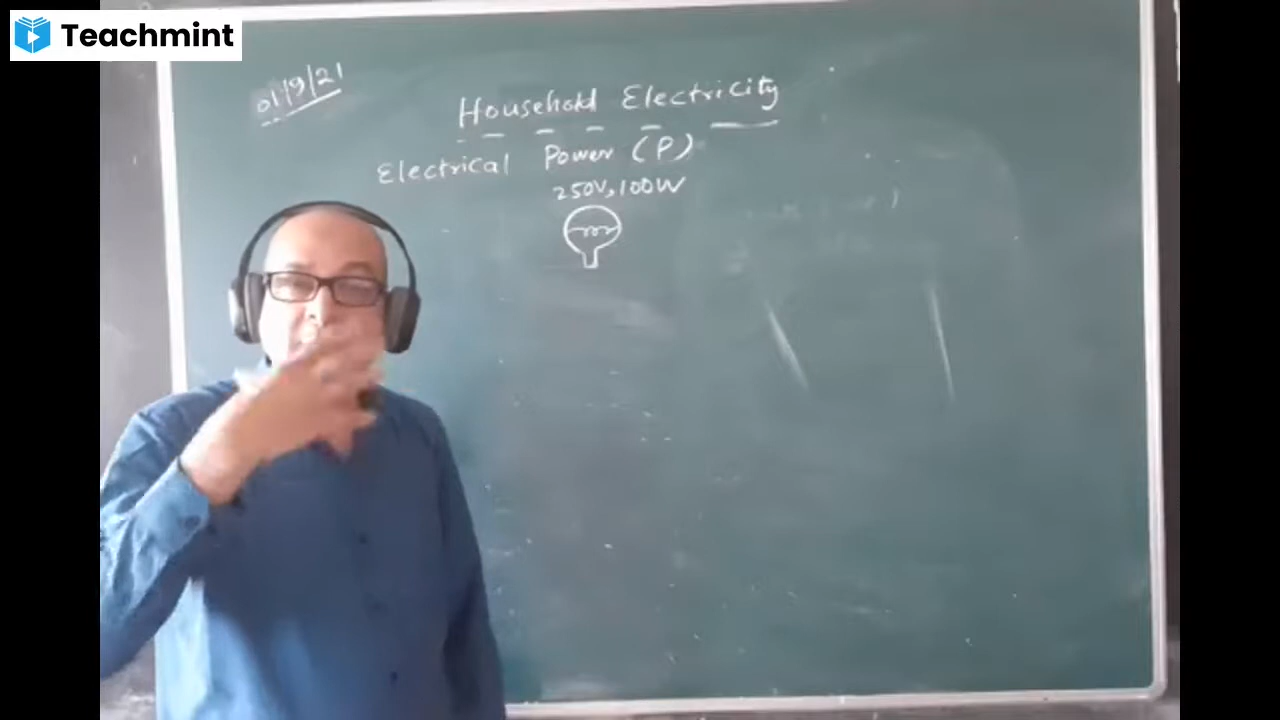 Teachmint
01/9/21
Household Electricity
Electrical Power (P)
250V, 100W